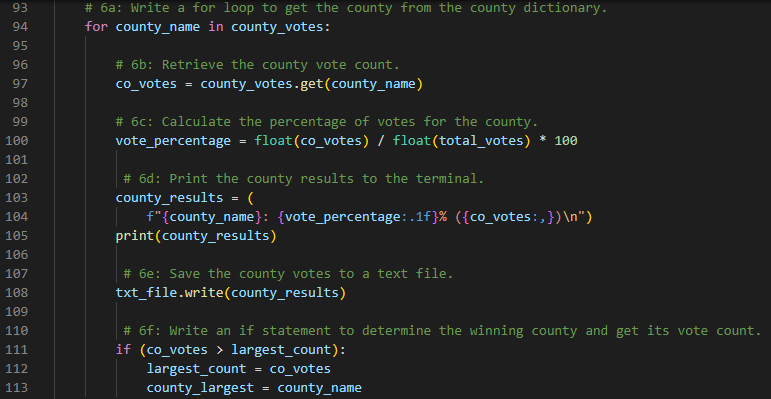 93 # 6a: Write a for loop to get the county from the county dictionary.
94 for county_name in county_votes:
95
96 # 6b: Retrieve the county vote count.
97 co_votes = county_votes.get(county_name)
98
99 # 6c: Calculate the percentage of votes for the county.
100 vote_percentage = float(co_votes) / float(total_votes) * 100
101
102 # 6d: Print the county results to the terminal.
103 county_results = (
104 f"{county_name}: {vote_percentage:.1f}% ({co_votes:,})\n")
105 print(county_results)
106
107 # 6e: Save the county votes to a text file.
108 txt_file.write(county_results)
109
110 # 6f: Write an if statement to determine the winning county and get its vote count.
111 if (co_votes > largest_count):
112 largest_count = co_votes
113 county_largest = county_name